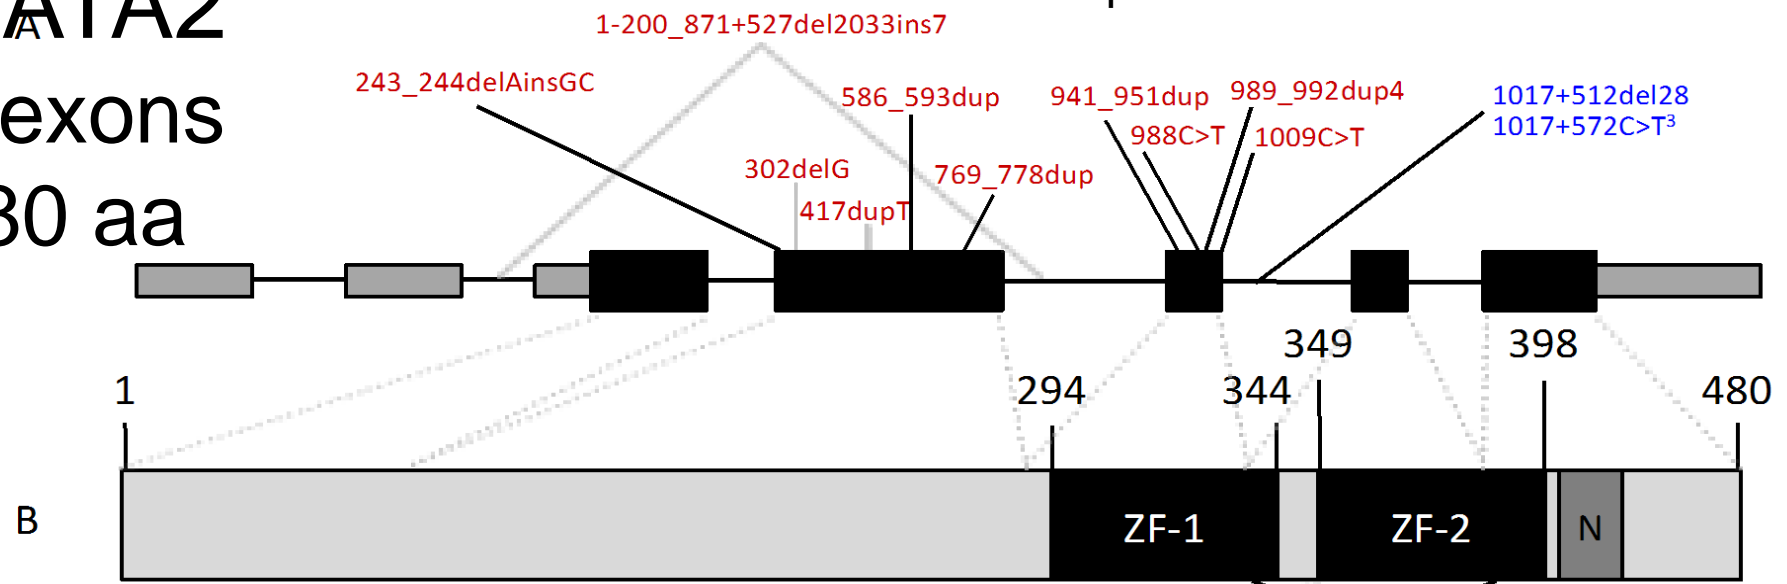 A
ATA2
exons
30 aa
1-200_871+527del2033ins7
243_244delAinsGC
586_593dup
941_951dup
989_992dup4
988C>T
1009C>T
1017+512del28
1017+572C>T³
302delG
769_778dup
417dupT
349
398
1
294
344
480
B
ZF-1
ZF-2
N